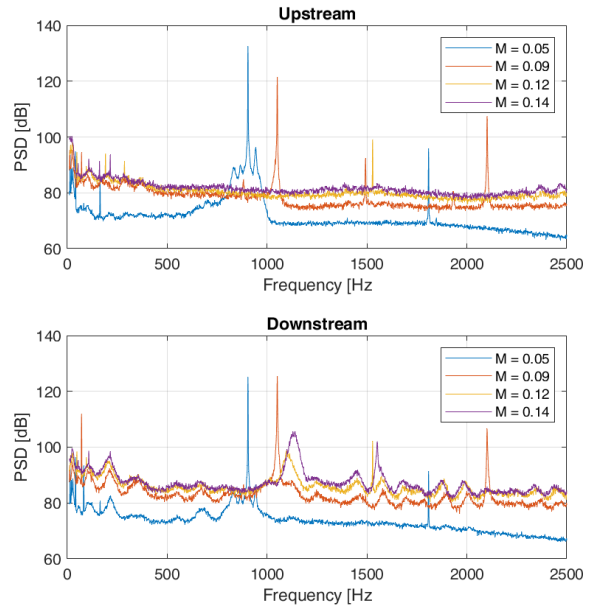 Upstream
140
120
100
80
60
PSD [dB]
M = 0.05
M = 0.09
M = 0.12
M = 0.14
0 500 1000 1500 2000 2500
Frequency [Hz
Downstream
140
120
100
80
60
PSD [dB]
M = 0.05
M = 0.09
M = 0.12
M = 0.14
0 500 1000 1500 2000 2500
Frequency [Hz